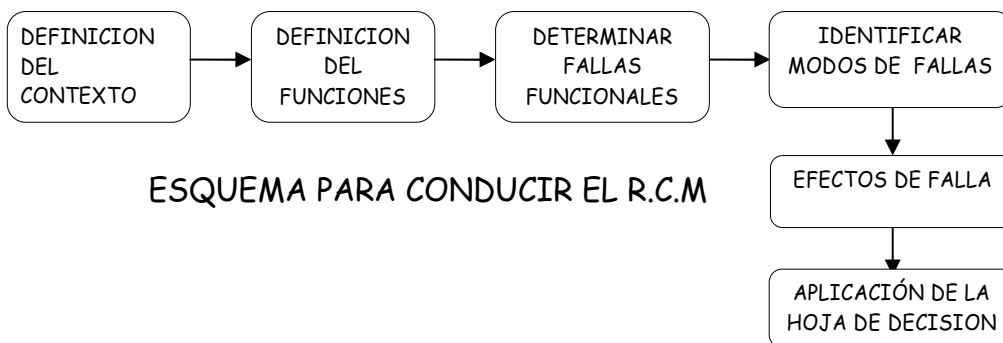 DEFINICION
DEL
CONTEXTO
DEFINICION
DEL
FUNCIONES
DETERMINAR
FALLAS
FUNCIONALES
IDENTIFICAR
MODOS DE FALLAS
ESQUEMA PARA CONDUCIR EL R.C.M
EFECTOS DE FALLA
APLICACIÓN DE LA
HOJA DE DECISION